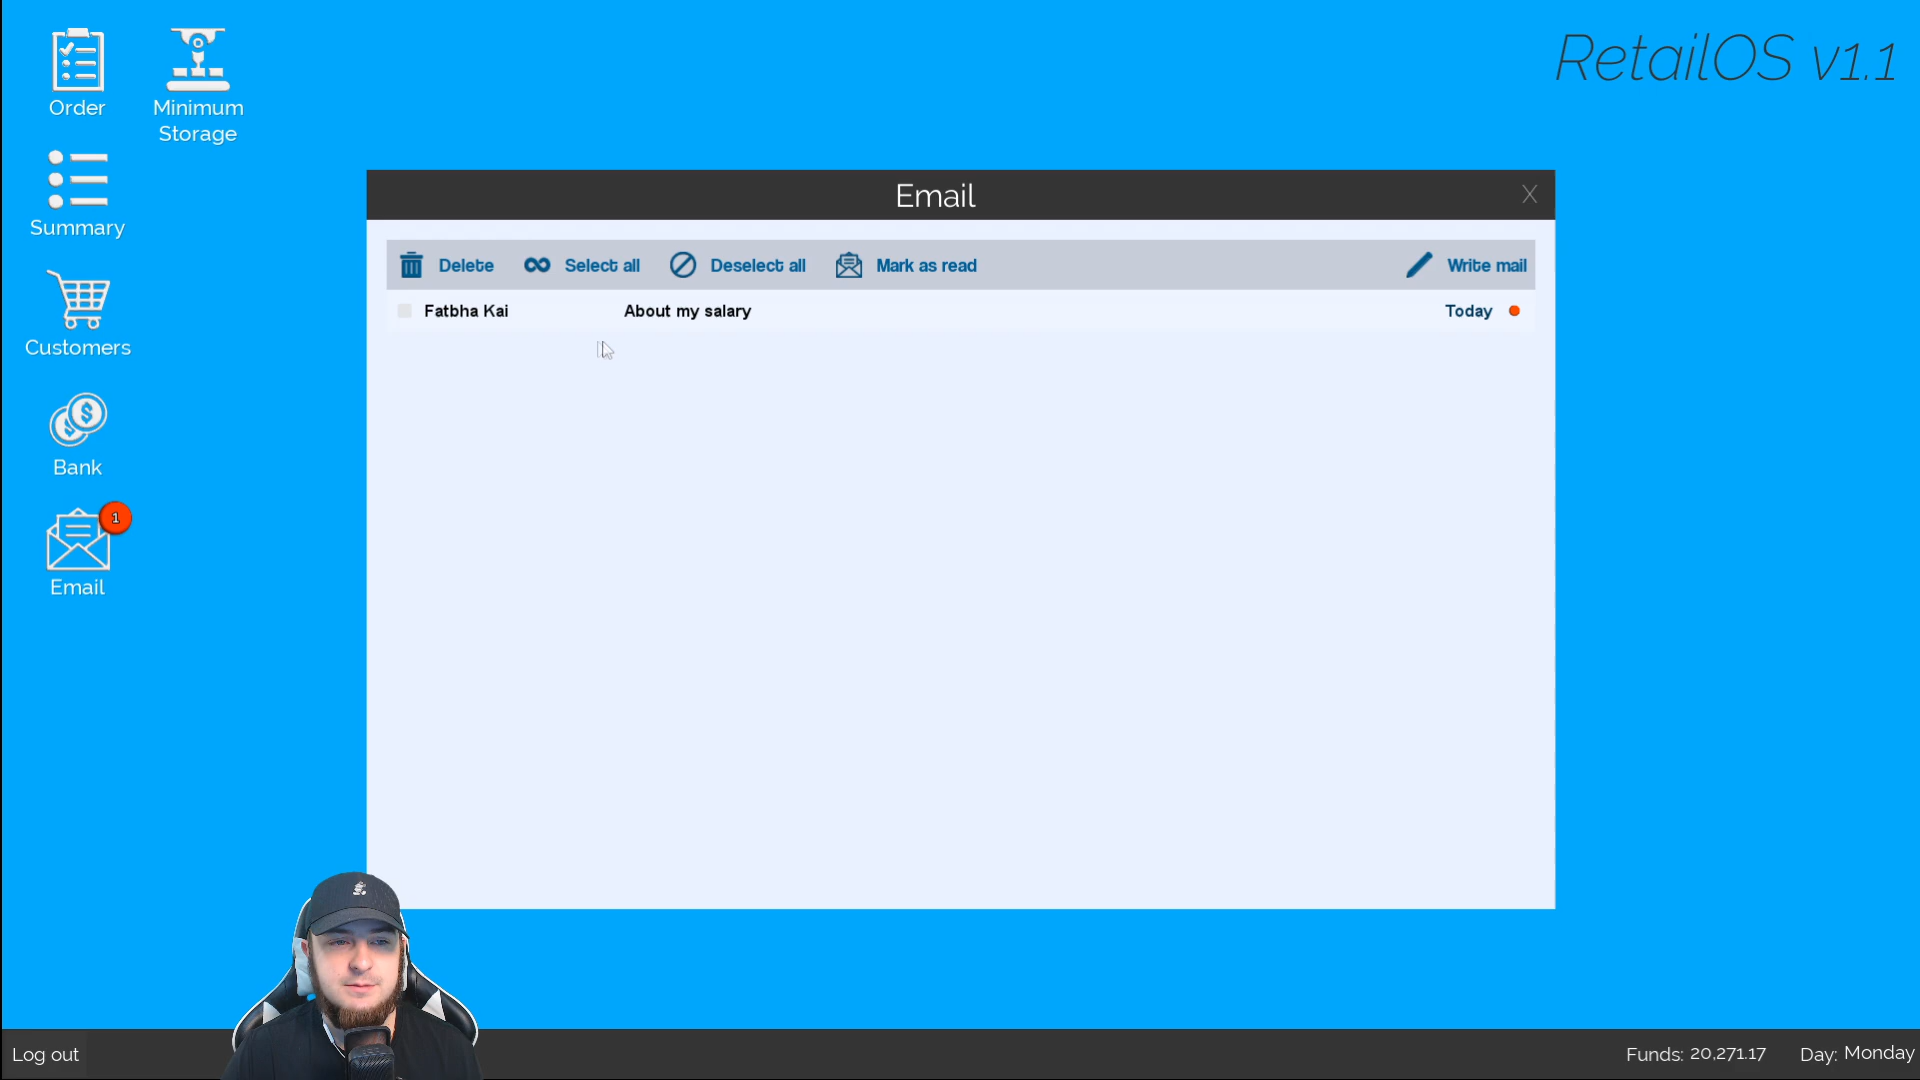 RetailOS v1.1
Order
Minimum
Storage
Summary
Customers
Bank
1
Email
Email
X
Delete
Select all
Deselect all
Mark as read
Write mail
Fatbha Kai
About my salary
Today
Log out
Funds: 20,271.17
Day: Monday